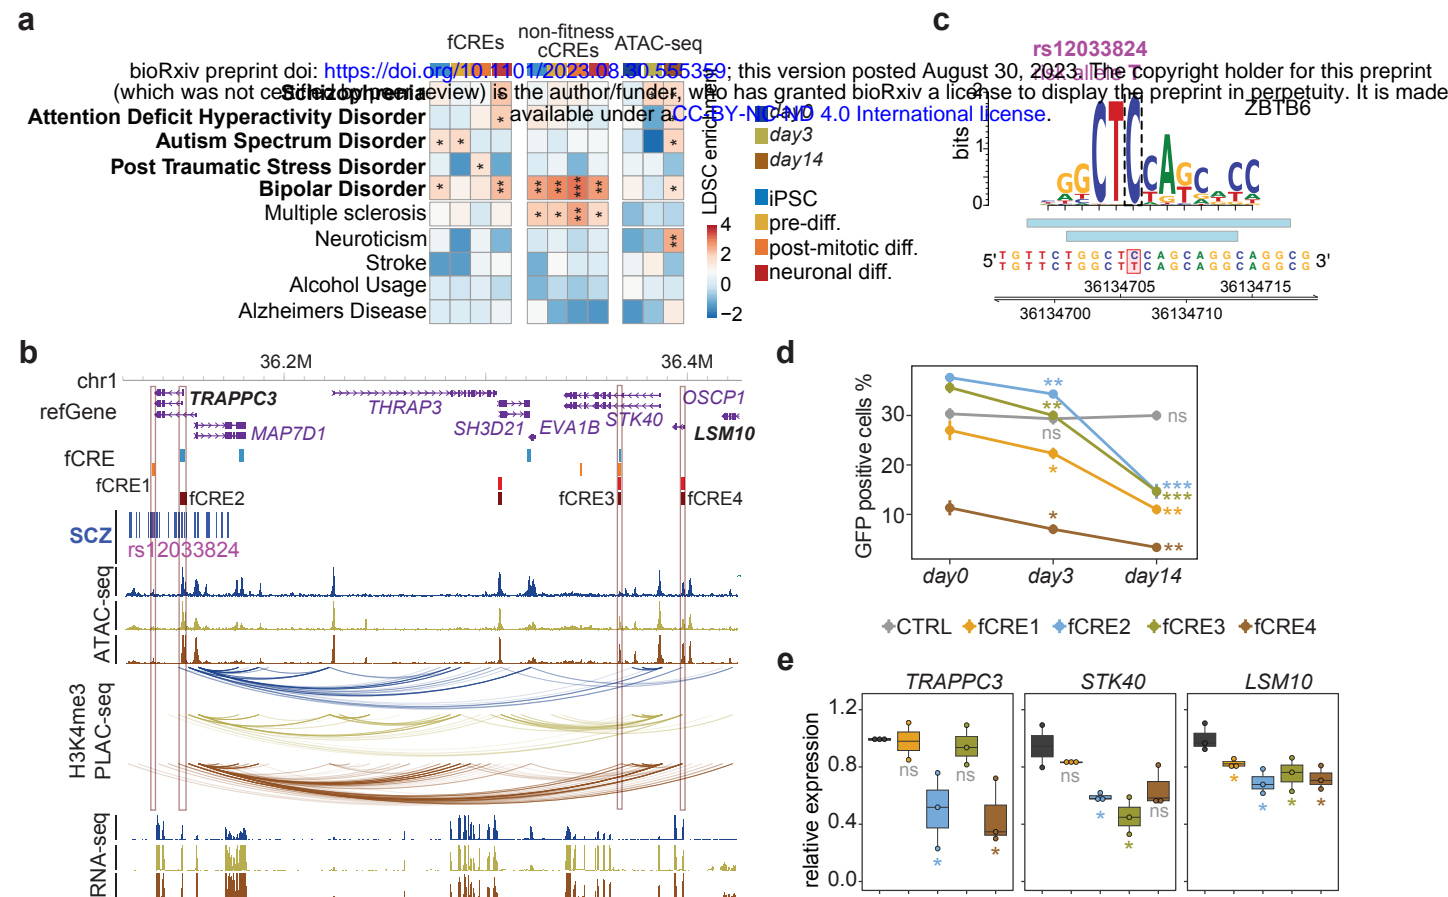 a
fCREs
non-fitness
cCREs
ATAC-seq
bioRxiv preprint doi: https://doi.org/10.1101/2023.08.30.555359; this version posted August 30, 2023. The copyright holder for this preprint
(which was not certified by peer review) is the author/funder, who has granted bioRxiv a license to display the preprint in perpetuity. It is made
available under aCC-BY-NC-ND 4.0 International license.
Schizophrenia
Attention Deficit Hyperactivity Disorder
*
Autism Spectrum Disorder
* * *
Post Traumatic Stress Disorder
*
Bipolar Disorder
* ** ** ** *** ** *
Multiple sclerosis
* * ** *
Neuroticism
**
Stroke
Alcohol Usage
Alzheimers Disease
LDSC enrichment
4
2
0
−2
day0
day3
day14
iPSC
pre-diff.
post-mitotic diff.
neuronal diff.
c
rs12033824
risk allele T
ZBTB6
bits
2
1
0
5' T G T T C T G G C T C C A G C A G G C A G G C G 3'
T G T T C T G G C T T C A G C A G G C A G G C G
36134705
36134715
36134700
36134710
b
36.2M
36.4M
chr1
refGene
TRAPPC3
MAP7D1
THRAP3
SH3D21
EVA1B
STK40
OSCP1
LSM10
fCRE
fCRE1
fCRE2
fCRE3
fCRE4
SCZ
rs12033824
ATAC-seq
H3K4me3
PLAC-seq
RNA-seq
d
GFP positive cells %
30
20
10
**
**
ns
*
*
ns
***
***
**
**
day0
day3
day14
CTRL
fCRE1
fCRE2
fCRE3
fCRE4
e
relative expression
1.2
0.8
0.4
0.0
TRAPPC3
ns
*
ns
*
STK40
ns
*
*
ns
LSM10
*
*
*
*